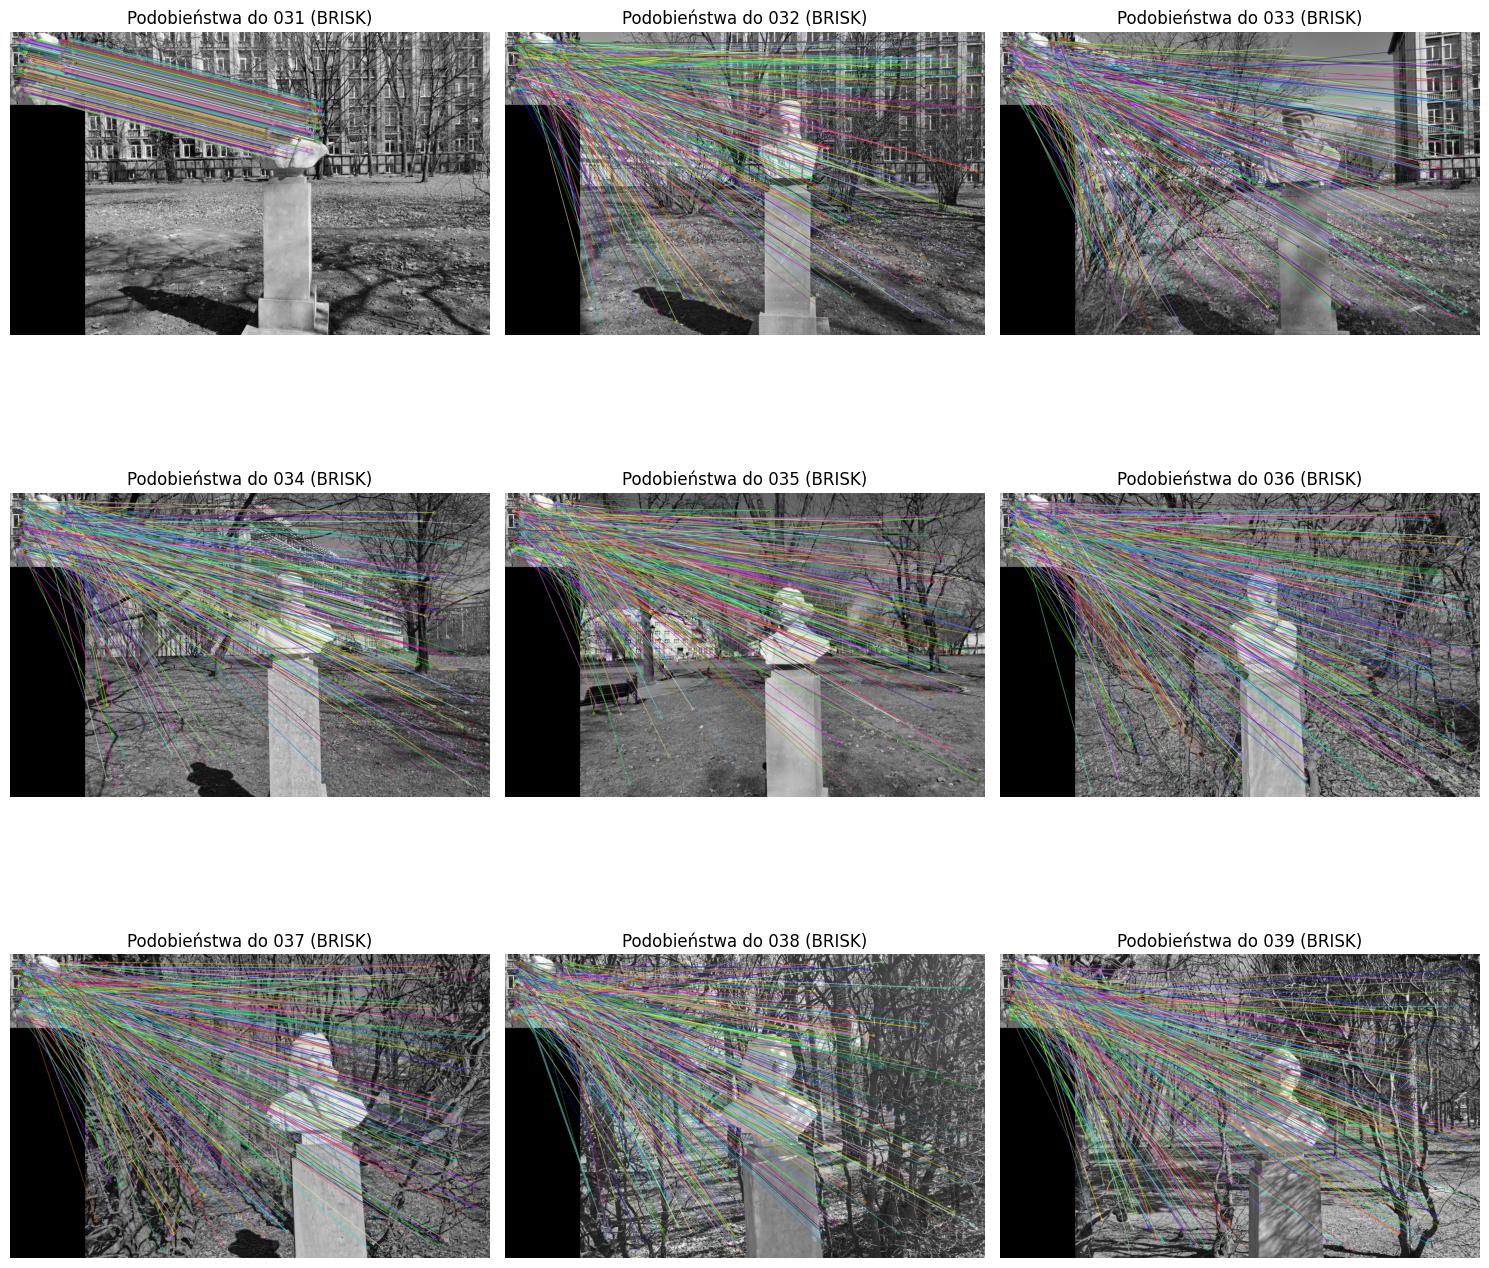 Podobieństwa do 031 (BRISK)
Podobieństwa do 032 (BRISK)
Podobieństwa do 033 (BRISK)
Podobieństwa do 034 (BRISK)
Podobieństwa do 035 (BRISK)
Podobieństwa do 036 (BRISK)
Podobieństwa do 037 (BRISK)
Podobieństwa do 038 (BRISK)
Podobieństwa do 039 (BRISK)